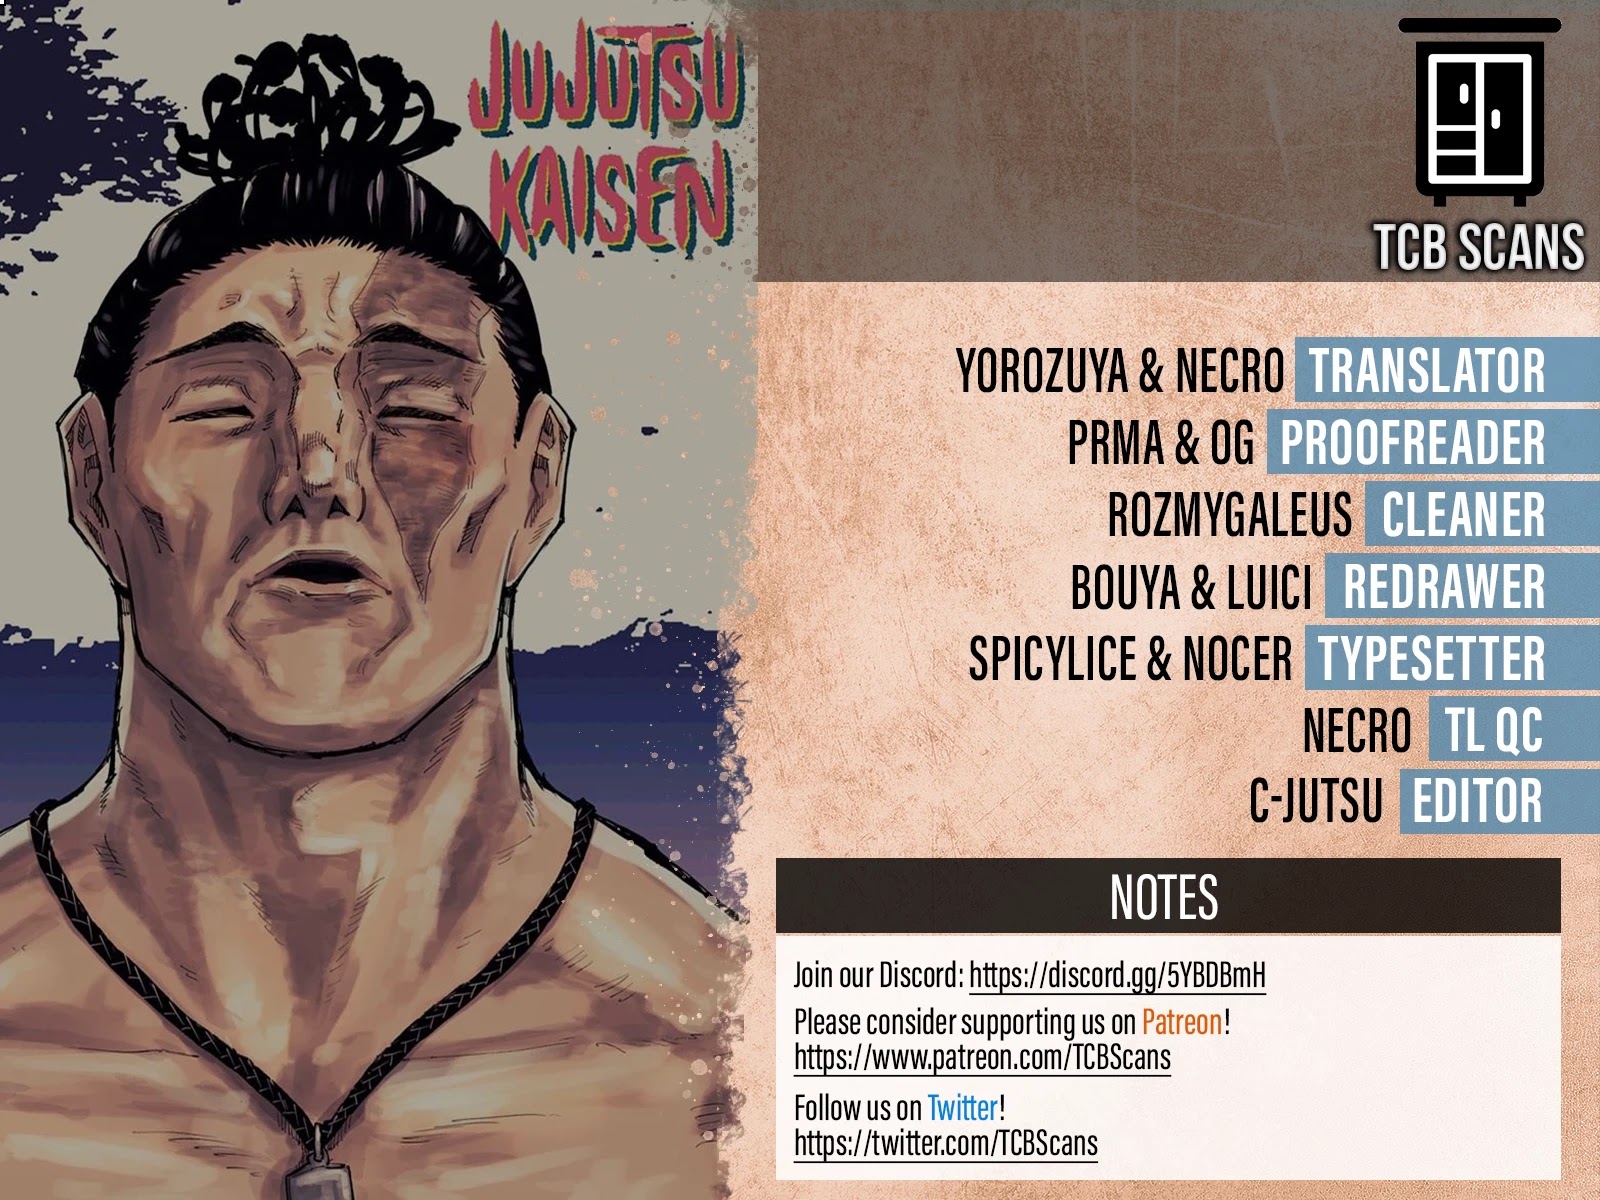 JUJUTSU
KAISEN
TCB SCANS
YOROZUYA & NECRO TRANSLATOR
PRMA & OG PROOFREADER
ROZMYGALEUS CLEANER
BOUYA & LUICI REDRAWER
SPICYLICE & NOCER TYPESETTER
NECRO TL QC
C-JUTSU EDITOR
NOTES
Join our Discord: https://discord.gg/5YBDBmH
Please consider supporting us on Patreon!
https://www.patreon.com/TCBScans
Follow us on Twitter!
https://twitter.com/TCBScans